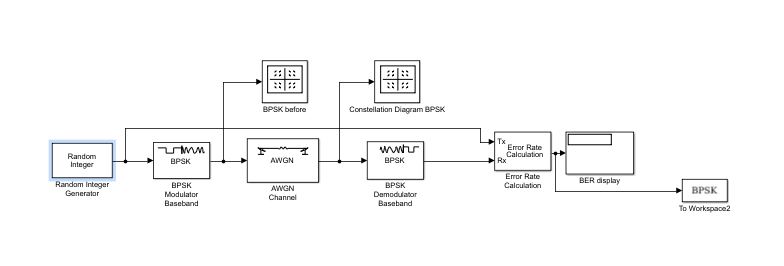 BPSK before
Constellation Diagram BPSK
Random
Integer
Random Integer
Generator
BPSK
BPSK
Modulator
Baseband
AWGN
AWGN
Channel
BPSK
BPSK
Demodulator
Baseband
Tx
Rx
Error Rate
Calculation
Error Rate
Calculation
BER display
BPSK
To Workspace2